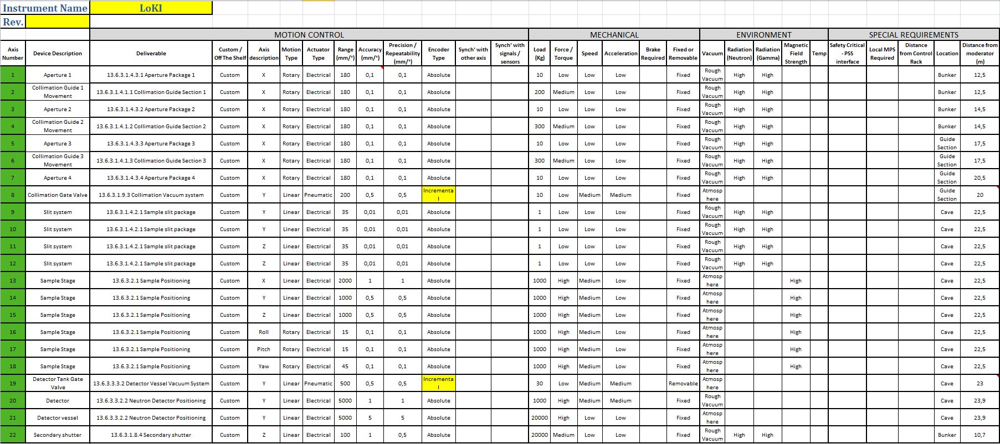 Instrument Name LoKI
Rev.
MOTION CONTROL MECHANICAL ENVIRONMENT SPECIAL REQUIREMENTS
Axis Number Device Description Deliverable Custom / Off The Shelf Axis description Motion Type Actuator Type Range (mm/°) Accuracy (mm/°) Precision / Repeatability (mm/°) Encoder Type Synch' with other axis Synch' with signals / sensors Load (Kg) Force / Torque Speed Acceleration Brake Required Fixed or Removable Vacuum Radiation (Neutron) Radiation (Gamma) Magnetic Field Strength Temp Safety Critical - PSS interface Local MPS Required Distance from Control Rack Location Distance from moderator (m)
1 Aperture 1 13.6.3.1.4.3.1 Aperture Package 1 Custom X Rotary Electrical 180 0,1 0,1 Absolute 10 Low Low Low Fixed Rough Vacuum High High Bunker 12,5
2 Collimation Guide 1 Movement 13.6.3.1.4.1.1 Collimation Guide Section 1 Custom X Rotary Electrical 180 0,1 0,1 Absolute 200 Medium Low Low Fixed Rough Vacuum High High Bunker 12,5
3 Aperture 2 13.6.3.1.4.3.2 Aperture Package 2 Custom X Rotary Electrical 180 0,1 0,1 Absolute 10 Low Low Low Fixed Rough Vacuum High High Bunker 14,5
4 Collimation Guide 2 Movement 13.6.3.1.4.1.2 Collimation Guide Section 2 Custom X Rotary Electrical 180 0,1 0,1 Absolute 300 Medium Low Low Fixed Rough Vacuum High High Bunker 14,5
5 Aperture 3 13.6.3.1.4.3.3 Aperture Package 3 Custom X Rotary Electrical 180 0,1 0,1 Absolute 10 Low Low Low Fixed Rough Vacuum High High Guide Section 17,5
6 Collimation Guide 3 Movement 13.6.3.1.4.1.3 Collimation Guide Section 3 Custom X Rotary Electrical 180 0,1 0,1 Absolute 300 Medium Low Low Fixed Rough Vacuum High High Guide Section 17,5
7 Aperture 4 13.6.3.1.4.3.4 Aperture Package 4 Custom X Rotary Electrical 180 0,1 0,1 Absolute 10 Low Low Low Fixed Rough Vacuum High High Guide Section 20,5
8 Collimation Gate Valve 13.6.3.1.9.3 Collimation Vacuum system Custom Y Linear Pneumatic 200 0,5 0,5 Incremental 10 Low Medium Medium Fixed Atmosphere Guide Section 20
9 Slit system 13.6.3.1.4.2.1 Sample slit package Custom Y Linear Electrical 35 0,01 0,01 Absolute 1 Low Low Low Fixed Rough Vacuum High High Cave 22,5
10 Slit system 13.6.3.1.4.2.1 Sample slit package Custom Y Linear Electrical 35 0,01 0,01 Absolute 1 Low Low Low Fixed Rough Vacuum High High Cave 22,5
11 Slit system 13.6.3.1.4.2.1 Sample slit package Custom Z Linear Electrical 35 0,01 0,01 Absolute 1 Low Low Low Fixed Rough Vacuum High High Cave 22,5
12 Slit system 13.6.3.1.4.2.1 Sample slit package Custom Z Linear Electrical 35 0,01 0,01 Absolute 1 Low Low Low Fixed Rough Vacuum High High Cave 22,5
13 Sample Stage 13.6.3.2.1 Sample Positioning Custom X Linear Electrical 2000 1 1 Absolute 1000 High Medium Low Fixed Atmosphere High Cave 22,5
14 Sample Stage 13.6.3.2.1 Sample Positioning Custom Y Linear Electrical 1000 0,5 0,5 Absolute 1000 High Medium Low Fixed Atmosphere High Cave 22,5
15 Sample Stage 13.6.3.2.1 Sample Positioning Custom Z Linear Electrical 1000 0,5 0,5 Absolute 1000 High Medium Low Fixed Atmosphere High Cave 22,5
16 Sample Stage 13.6.3.2.1 Sample Positioning Custom Roll Rotary Electrical 15 0,1 0,1 Absolute 1000 High Medium Low Fixed Atmosphere High Cave 22,5
17 Sample Stage 13.6.3.2.1 Sample Positioning Custom Pitch Rotary Electrical 15 0,1 0,1 Absolute 1000 High Medium Low Fixed Atmosphere High Cave 22,5
18 Sample Stage 13.6.3.2.1 Sample Positioning Custom Yaw Rotary Electrical 45 0,1 0,1 Absolute 1000 High Medium Low Fixed Atmosphere High Cave 22,5
19 Detector Tank Gate Valve 13.6.3.3.3.2 Detector Vessel Vacuum System Custom Y Linear Pneumatic 500 0,5 0,5 Incremental 30 Low Medium Medium Removable Atmosphere Cave 23
20 Detector 13.6.3.3.2.2 Neutron Detector Positioning Custom Y Linear Electrical 5000 1 1 Absolute 1000 High Medium Medium Fixed Rough Vacuum Cave 23,9
21 Detector vessel 13.6.3.3.2.2 Neutron Detector Positioning Custom Y Linear Electrical 5000 5 5 Absolute 20000 High Low Low Fixed Atmosphere Cave 23,9
22 Secondary shutter 13.6.3.1.8.4 Secondary shutter Custom Z Linear Electrical 100 1 0,5 Absolute 20000 Medium Low Low Fixed Rough Vacuum High High Bunker 10,7